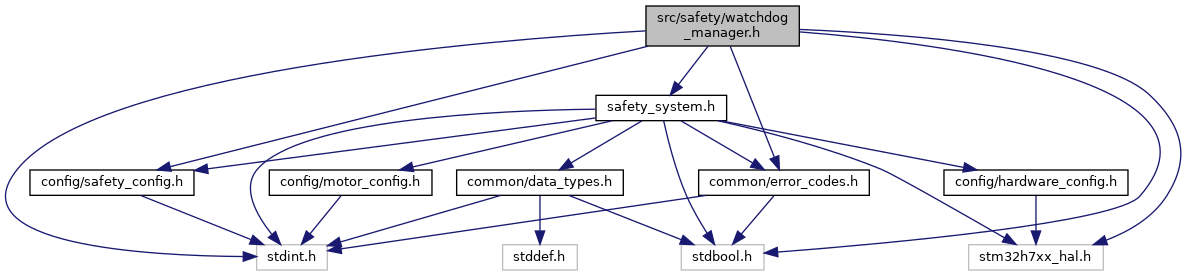 src/safety/watchdog
_manager.h
safety_system.h
config/safety_config.h
config/motor_config.h
common/data_types.h
common/error_codes.h
config/hardware_config.h
stdint.h
stddef.h
stdbool.h
stm32h7xx_hal.h